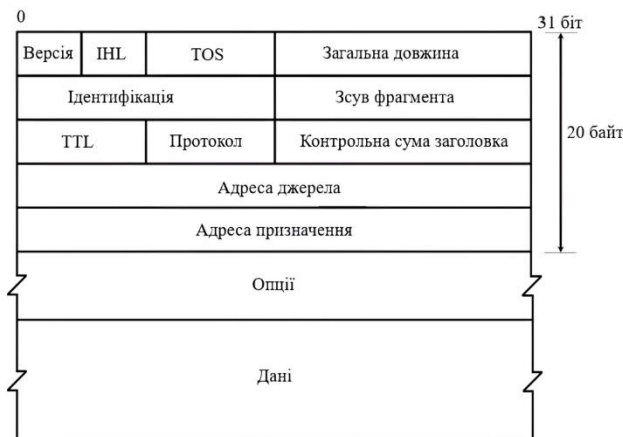 0 31 біт
Версія IHL TOS Загальна довжина
Ідентифікація Зсув фрагмента
TTL Протокол Контрольна сума заголовка 20 байт
Адреса джерела
Адреса призначення
Опції
Дані